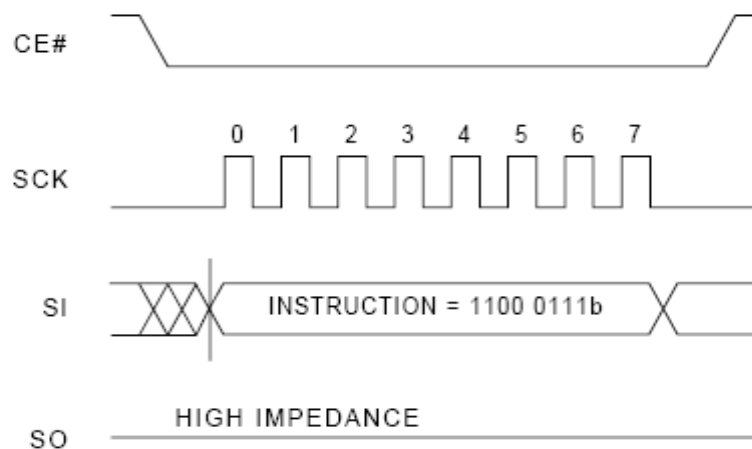 CE#
0 1 2 3 4 5 6 7
SCK
SI INSTRUCTION = 1100 0111b
HIGH IMPEDANCE
SO